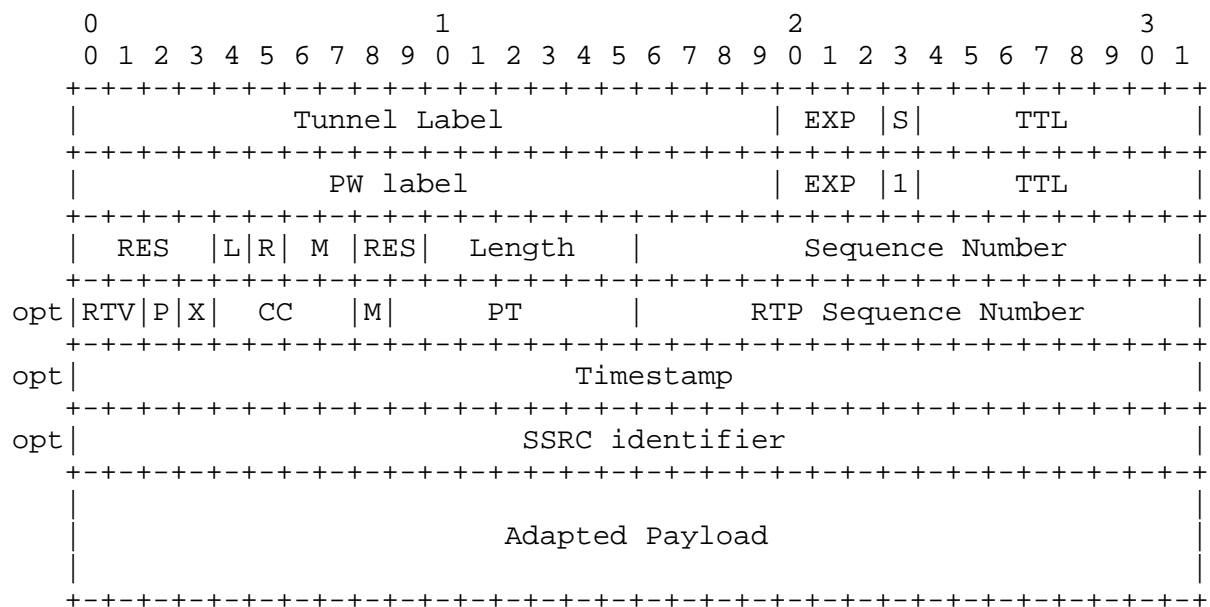 0                   1                   2                   3
    0 1 2 3 4 5 6 7 8 9 0 1 2 3 4 5 6 7 8 9 0 1 2 3 4 5 6 7 8 9 0 1
   +-+-+-+-+-+-+-+-+-+-+-+-+-+-+-+-+-+-+-+-+-+-+-+-+-+-+-+-+-+-+-+-+
   |            Tunnel Label               | EXP |S|     TTL       |
   +-+-+-+-+-+-+-+-+-+-+-+-+-+-+-+-+-+-+-+-+-+-+-+-+-+-+-+-+-+-+-+-+
   |              PW label                 | EXP |1|     TTL       |
   +-+-+-+-+-+-+-+-+-+-+-+-+-+-+-+-+-+-+-+-+-+-+-+-+-+-+-+-+-+-+-+-+
   |  RES  |L|R| M |RES|  Length   |         Sequence Number       |
   +-+-+-+-+-+-+-+-+-+-+-+-+-+-+-+-+-+-+-+-+-+-+-+-+-+-+-+-+-+-+-+-+
opt|RTV|P|X|  CC   |M|     PT      |      RTP Sequence Number      |
   +-+-+-+-+-+-+-+-+-+-+-+-+-+-+-+-+-+-+-+-+-+-+-+-+-+-+-+-+-+-+-+-+
opt|                            Timestamp                          |
   +-+-+-+-+-+-+-+-+-+-+-+-+-+-+-+-+-+-+-+-+-+-+-+-+-+-+-+-+-+-+-+-+
opt|                         SSRC identifier                       |
   +-+-+-+-+-+-+-+-+-+-+-+-+-+-+-+-+-+-+-+-+-+-+-+-+-+-+-+-+-+-+-+-+
   |                                                               |
   |                        Adapted Payload                        |
   |                                                               |
   +-+-+-+-+-+-+-+-+-+-+-+-+-+-+-+-+-+-+-+-+-+-+-+-+-+-+-+-+-+-+-+-+